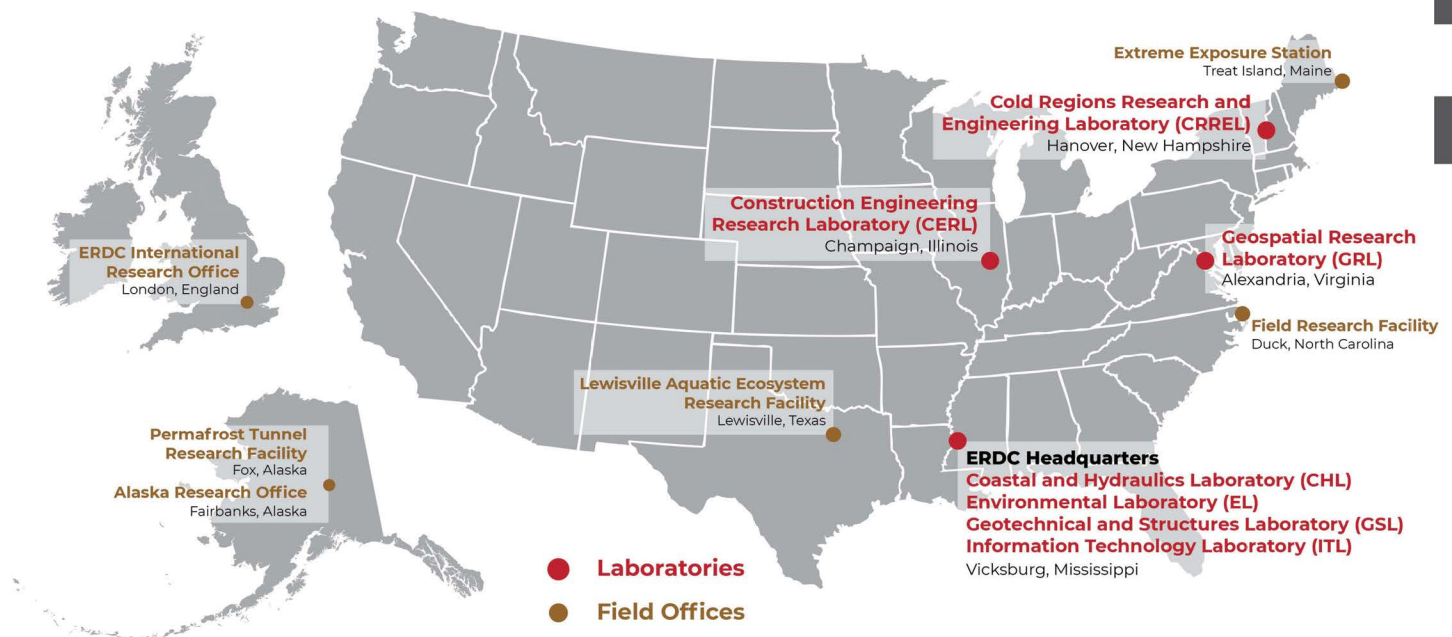 Extreme Exposure Station
Treat Island, Maine
Cold Regions Research and
Engineering Laboratory (CRREL)
Hanover, New Hampshire
Construction Engineering
Research Laboratory (CERL)
Champaign, Illinois
Geospatial Research
Laboratory (GRL)
Alexandria, Virginia
ERDC International
Research Office
London, England
Field Research Facility
Duck, North Carolina
Lewisville Aquatic Ecosystem
Research Facility
Lewisville, Texas
Permafrost Tunnel
Research Facility
Fox, Alaska
Alaska Research Office
Fairbanks, Alaska
ERDC Headquarters
Coastal and Hydraulics Laboratory (CHL)
Environmental Laboratory (EL)
Geotechnical and Structures Laboratory (GSL)
Information Technology Laboratory (ITL)
Vicksburg, Mississippi
Laboratories
Field Offices